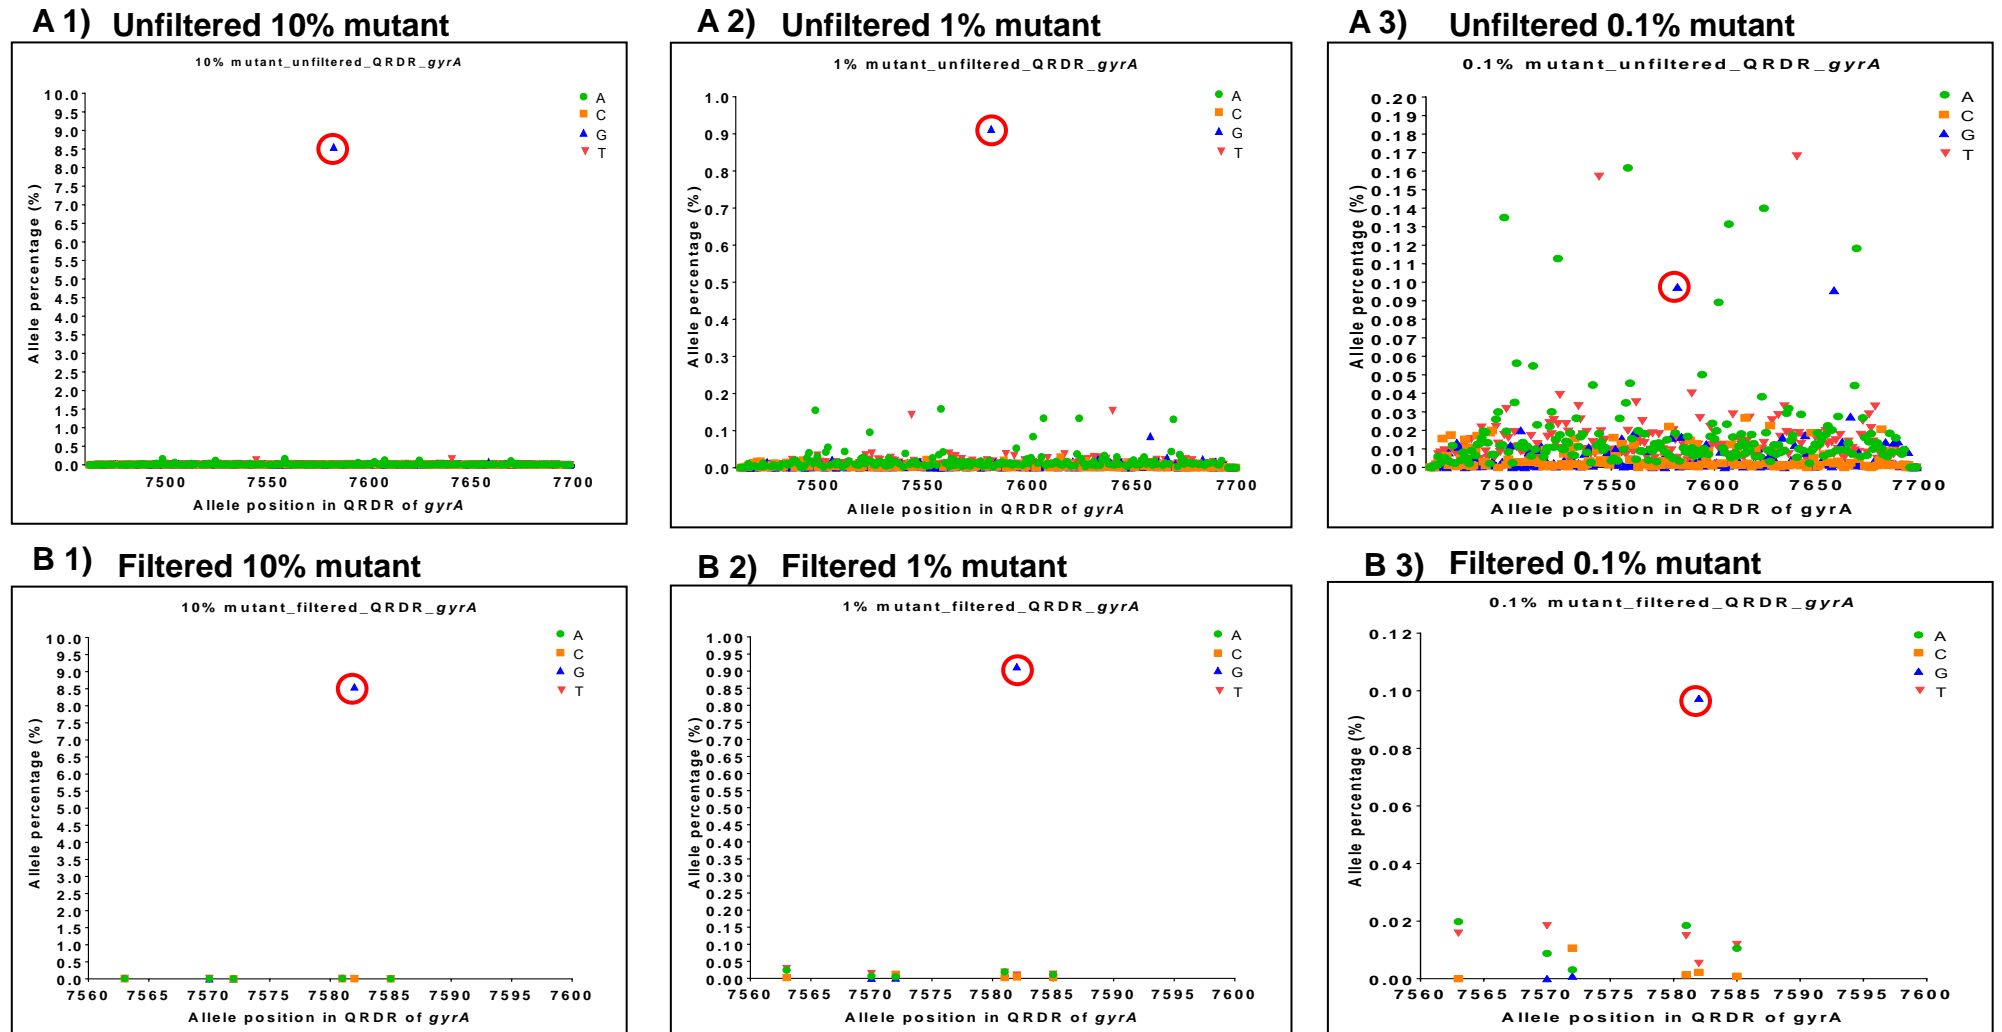 A 1) Unfiltered 10% mutant
10% mutant_unfiltered_QRDR_gyrA
10.0
9.5
9.0
8.5
8.0
7.5
7.0
6.5
6.0
5.5
5.0
4.5
4.0
3.5
3.0
2.5
2.0
1.5
1.0
0.5
0.0
Allele percentage (%)
7500 7550 7600 7650 7700
Allele position in QRDR of gyrA
A
C
G
T
A 2) Unfiltered 1% mutant
1% mutant_unfiltered_QRDR_gyrA
1.0
0.9
0.8
0.7
0.6
0.5
0.4
0.3
0.2
0.1
0.0
Allele percentage (%)
7500 7550 7600 7650 7700
Allele position in QRDR of gyrA
A
C
G
T
A 3) Unfiltered 0.1% mutant
0.1% mutant_unfiltered_QRDR_gyrA
0.20
0.19
0.18
0.17
0.16
0.15
0.14
0.13
0.12
0.11
0.10
0.09
0.08
0.07
0.06
0.05
0.04
0.03
0.02
0.01
0.00
Allele percentage (%)
7500 7550 7600 7650 7700
Allele position in QRDR of gyrA
A
C
G
T
B 1) Filtered 10% mutant
10% mutant_filtered_QRDR_gyrA
10.0
9.5
9.0
8.5
8.0
7.5
7.0
6.5
6.0
5.5
5.0
4.5
4.0
3.5
3.0
2.5
2.0
1.5
1.0
0.5
0.0
Allele percentage (%)
7560 7565 7570 7575 7580 7585 7590 7595 7600
Allele position in QRDR of gyrA
A
C
G
T
B 2) Filtered 1% mutant
1% mutant_filtered_QRDR_gyrA
1.00
0.95
0.90
0.85
0.80
0.75
0.70
0.65
0.60
0.55
0.50
0.45
0.40
0.35
0.30
0.25
0.20
0.15
0.10
0.05
0.00
Allele percentage (%)
7560 7565 7570 7575 7580 7585 7590 7595 7600
Allele position in QRDR of gyrA
A
C
G
T
B 3) Filtered 0.1% mutant
0.1% mutant_filtered_QRDR_gyrA
0.12
0.10
0.08
0.06
0.04
0.02
0.00
Allele percentage (%)
7560 7565 7570 7575 7580 7585 7590 7595 7600
Allele position in QRDR of gyrA
A
C
G
T